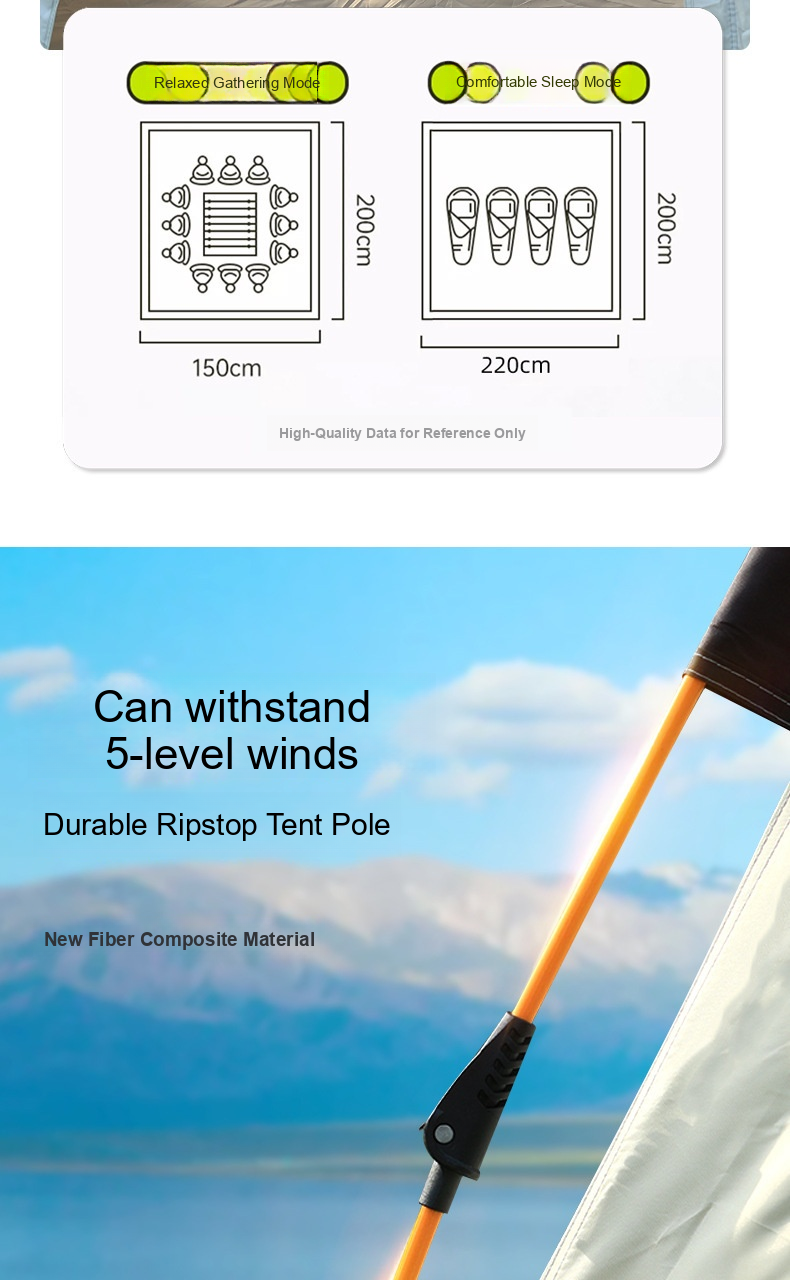 Relaxed Gathering Mode
Comfortable Sleep Mode
200cm
200cm
150cm
220cm
High-Quality Data for Reference Only
Can withstand
5-level winds
Durable Ripstop Tent Pole
New Fiber Composite Material